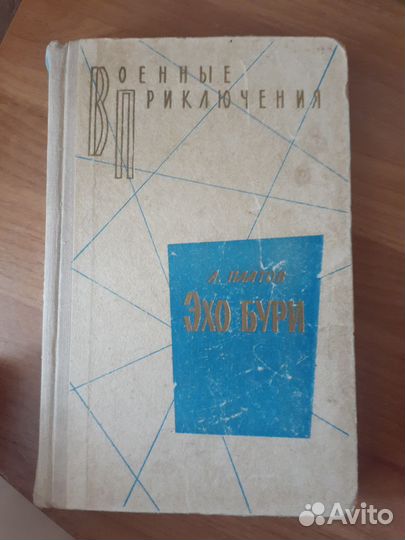 Военные
Приключения
Л. Платов
Эхо бури
Avito